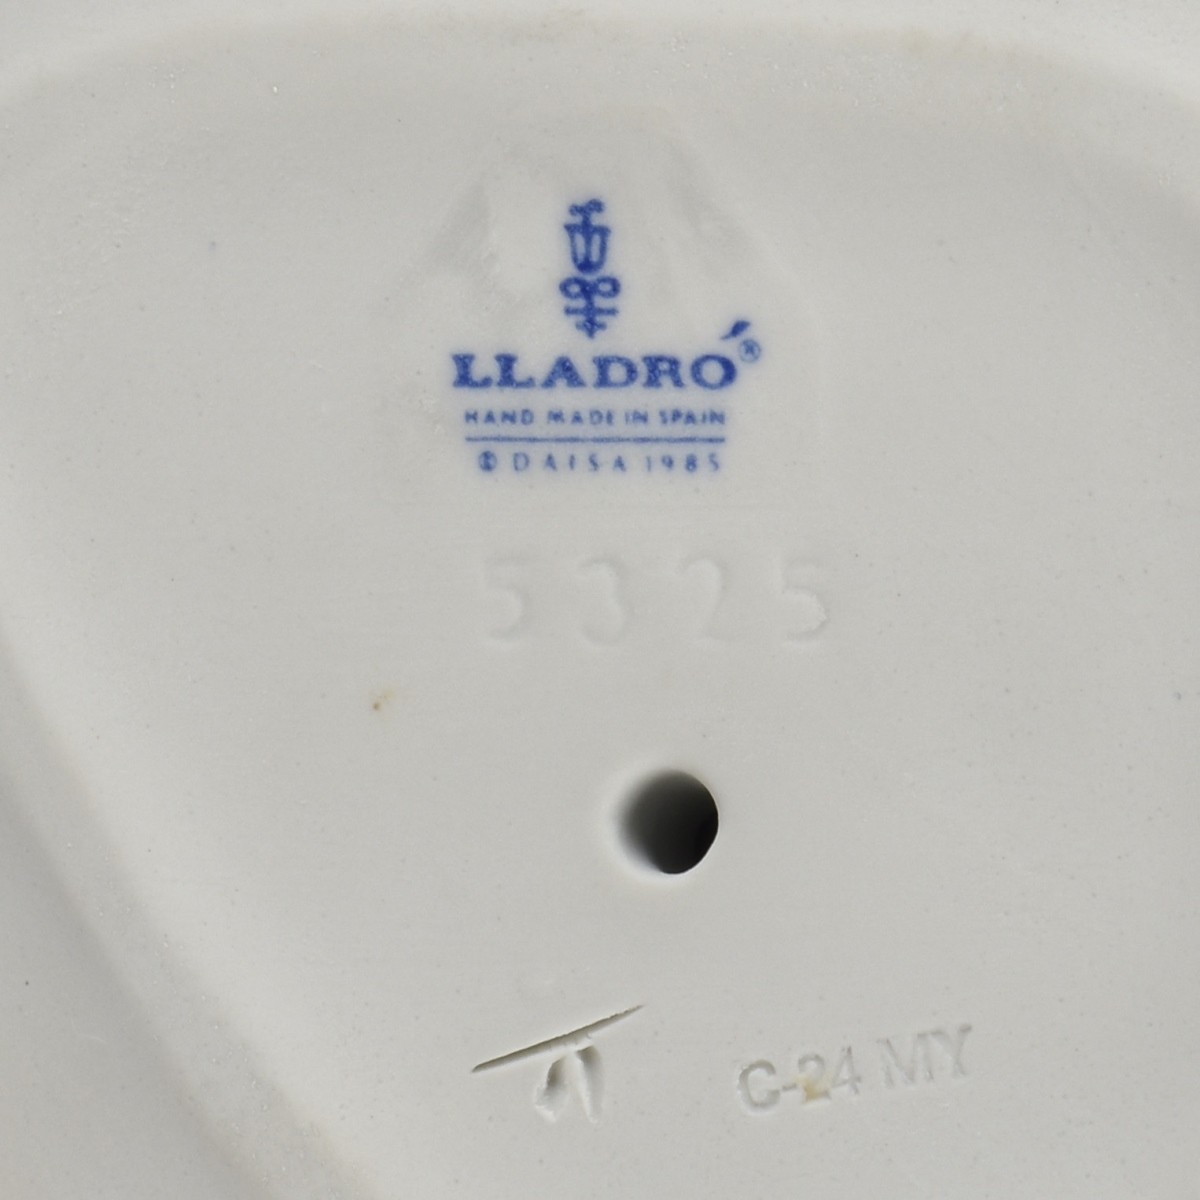 LLADRÓ®
HAND MADE IN SPAIN
© DAISA 1985
5325
C-24 MY